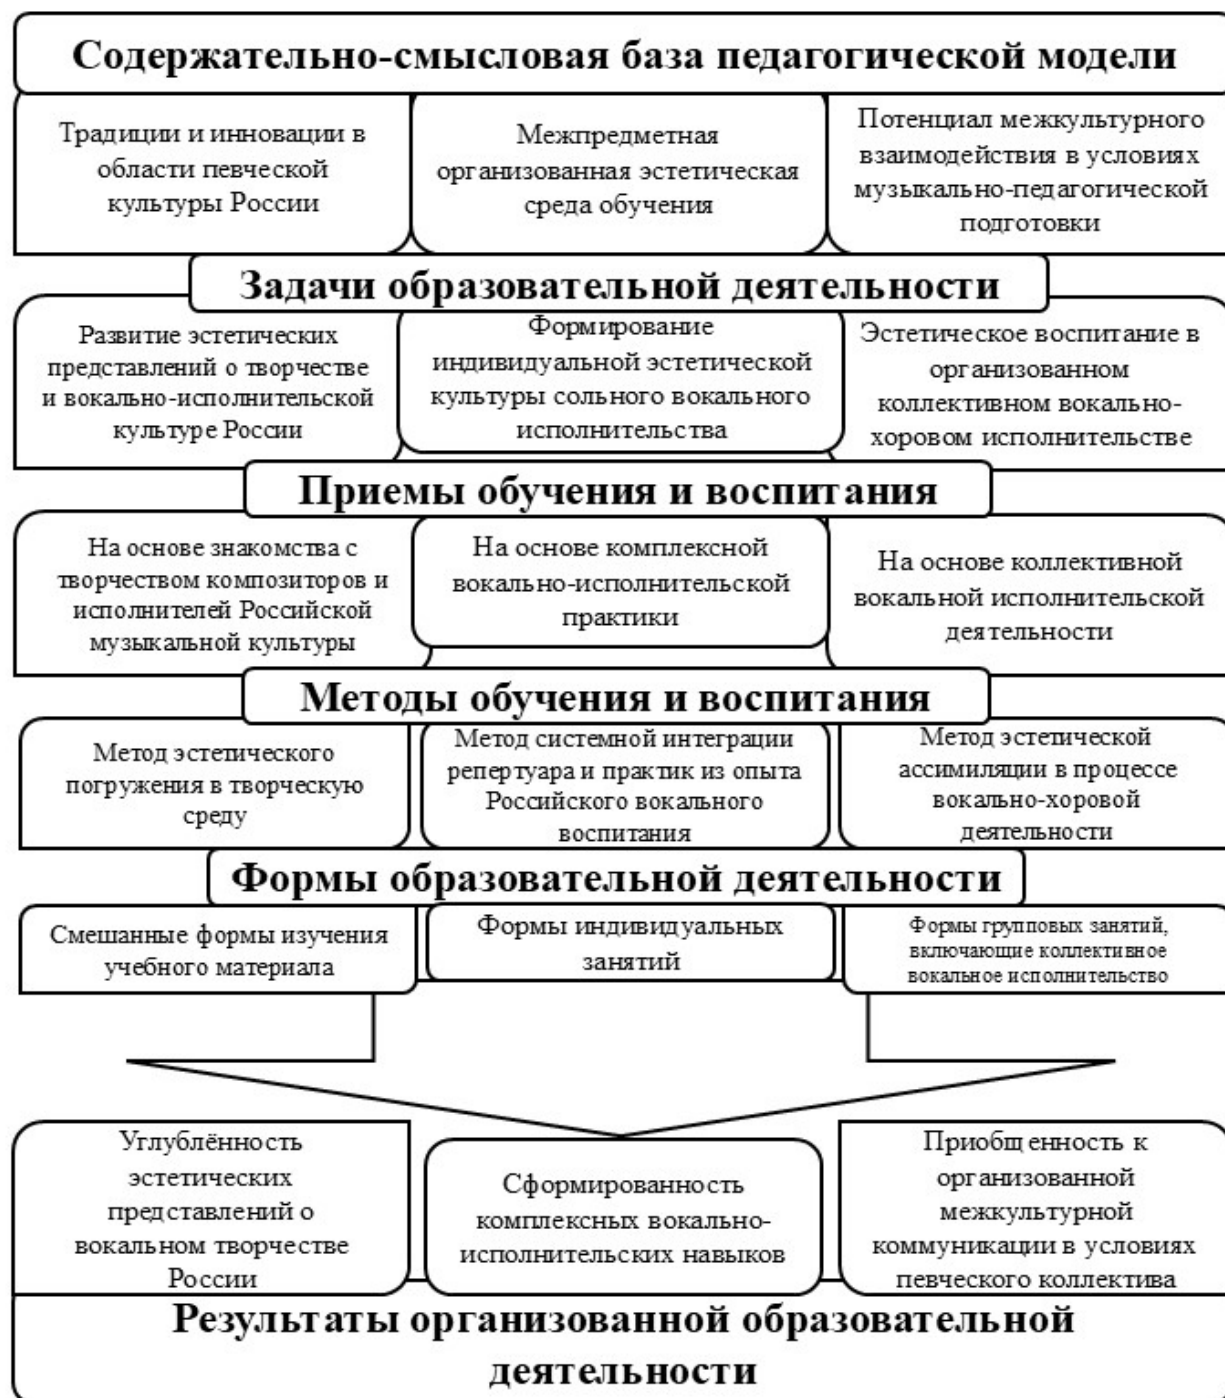 Содержательно-смысловая база педагогической модели
Традиции и инновации в
области певческой
культуры России
Межпредметная
организованная эстетическая
среда обучения
Потенциал межкультурного
взаимодействия в условиях
музыкально-педагогической
подготовки
Задачи образовательной деятельности
Развитие эстетических
представлений о творчестве
и вокально-исполнительской
культуре России
Формирование
индивидуальной эстетической
культуры сольного вокального
исполнительства
Эстетическое воспитание в
организованном
коллективном вокально-
хоровом исполнительстве
Приемы обучения и воспитания
На основе знакомства с
творчеством композиторов и
исполнителей Российской
музыкальной культуры
На основе комплексной
вокально-исполнительской
практики
На основе коллективной
вокальной исполнительской
деятельности
Методы обучения и воспитания
Метод эстетического
погружения в творческую
среду
Метод системной интеграции
репертуара и практик из опыта
Российского вокального
воспитания
Метод эстетической
ассимиляции в процессе
вокально-хоровой
деятельности
Формы образовательной деятельности
Смешанные формы изучения
учебного материала
Формы индивидуальных
занятий
Формы групповых занятий,
включающие коллективное
вокальное исполнительство
Углублённость
эстетических
представлений о
вокальном творчестве
России
Сформированность
комплексных вокально-
исполнительских навыков
Приобщенность к
организованной
межкультурной
коммуникации в условиях
певческого коллектива
Результаты организованной образовательной
деятельности